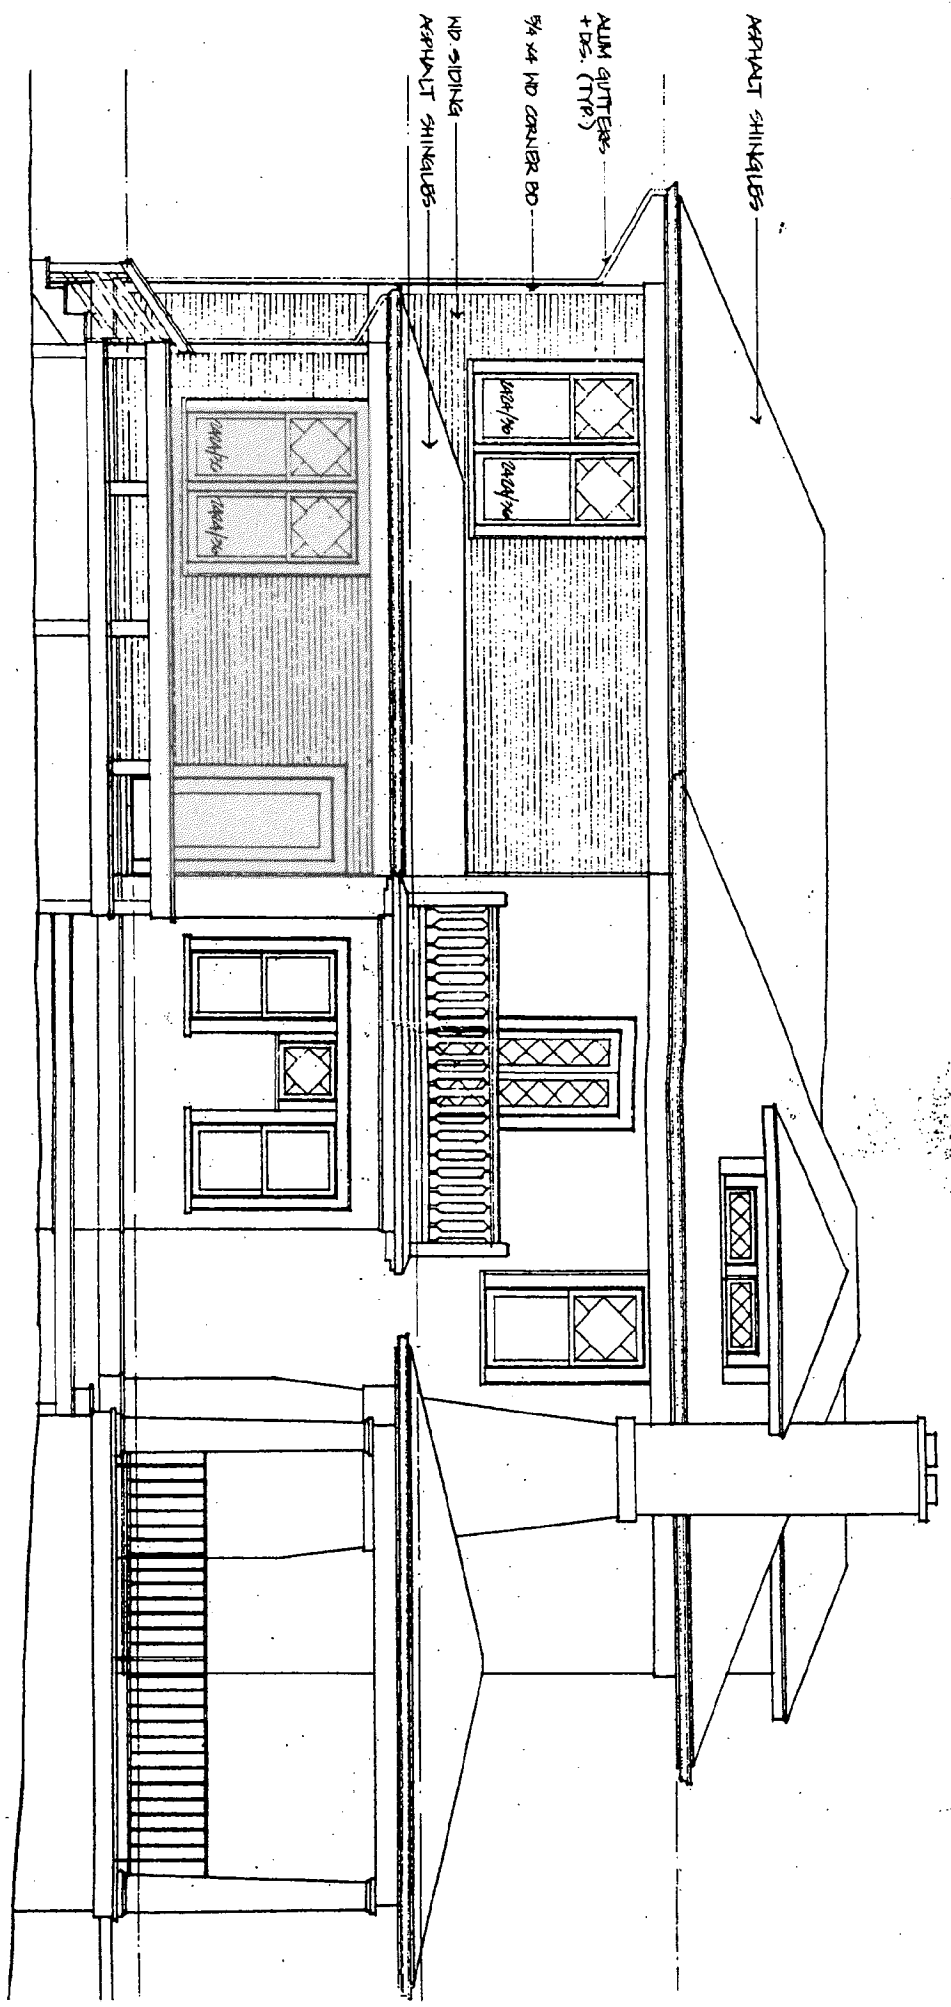 ASPHALT SHINGLES
ALUM GUTTERS
+ DS. (TYP.)
5/4 x4 WD CORNER BD
WD. SIDING
ASPHALT SHINGLES